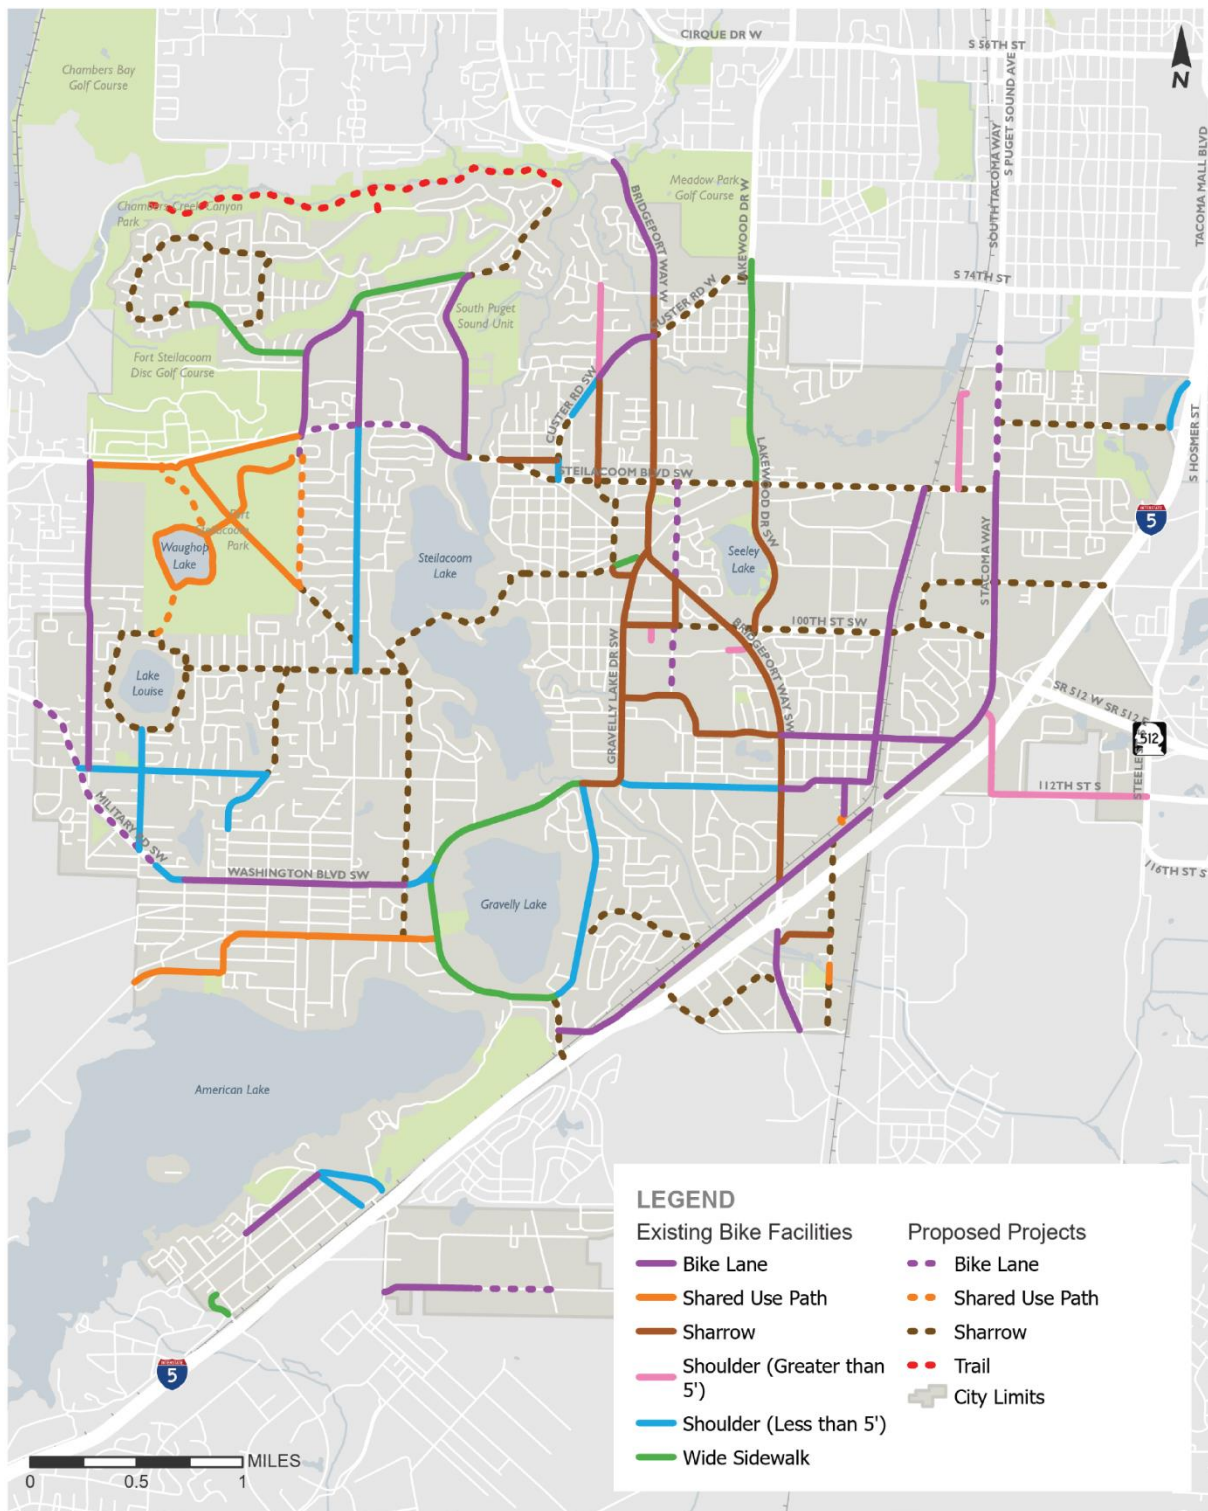 CIRQUE DR W
S 56TH ST
N
Chambers Bay
Golf Course
S PUGET SOUND AVE
SOUTH TACOMA WAY
TACOMA MALL BLVD
Meadow Park
Golf Course
BRIDGEPORT WAY W
LAKEWOOD DR W
Chambers Creek Canyon
Park
S 74TH ST
CUSTER RD W
South Puget
Sound Unit
Fort Steilacoom
Disc Golf Course
CUSTER RD SW
STEILACOOM BLVD SW
LAKEWOOD DR SW
S HOSMER ST
INTERSTATE
5
Fort
Steilacoom
Park
Waughop
Lake
Steilacoom
Lake
Seeley
Lake
S TACOMA WAY
100TH ST SW
BRIDGEPORT WAY SW
GRAVELLY LAKE DR SW
Lake
Louise
SR 512 W SR 512 E
512
STEELE
112TH ST S
MILITARY RD SW
WASHINGTON BLVD SW
116TH ST S
Gravelly Lake
American Lake
INTERSTATE
5
LEGEND
Existing Bike Facilities
Bike Lane
Shared Use Path
Sharrow
Shoulder (Greater than
5')
Shoulder (Less than 5')
Wide Sidewalk
Proposed Projects
Bike Lane
Shared Use Path
Sharrow
Trail
City Limits
MILES
0 0.5 1